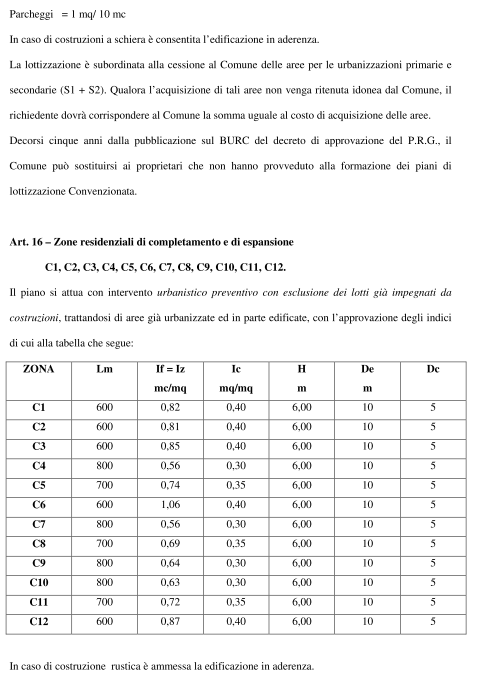 Parcheggi = 1 mq/ 10 mc
In caso di costruzioni a schiera è consentita l'edificazione in aderenza.
La lottizzazione è subordinata alla cessione al Comune delle aree per le urbanizzazioni primarie e
secondarie (S1 + S2). Qualora l'acquisizione di tali aree non venga ritenuta idonea dal Comune, il
richiedente dovrà corrispondere al Comune la somma uguale al costo di acquisizione delle aree.
Decorsi cinque anni dalla pubblicazione sul BURC del decreto di approvazione del P.R.G., il
Comune può sostituirsi ai proprietari che non hanno provveduto alla formazione dei piani di
lottizzazione Convenzionata.
Art. 16 – Zone residenziali di completamento e di espansione
C1, C2, C3, C4, C5, C6, C7, C8, C9, C10, C11, C12.
Il piano si attua con intervento urbanistico preventivo con esclusione dei lotti già impegnati da
costruzioni, trattandosi di aree già urbanizzate ed in parte edificate, con l'approvazione degli indici
di cui alla tabella che segue:
ZONA Lm If = Iz Ic H De Dc
mc/mq mq/mq m m
C1 600 0,82 0,40 6,00 10 5
C2 600 0,81 0,40 6,00 10 5
C3 600 0,85 0,40 6,00 10 5
C4 800 0,56 0,30 6,00 10 5
C5 700 0,74 0,35 6,00 10 5
C6 600 1,06 0,40 6,00 10 5
C7 800 0,56 0,30 6,00 10 5
C8 700 0,69 0,35 6,00 10 5
C9 800 0,64 0,30 6,00 10 5
C10 800 0,63 0,30 6,00 10 5
C11 700 0,72 0,35 6,00 10 5
C12 600 0,87 0,40 6,00 10 5
In caso di costruzione rustica è ammessa la edificazione in aderenza.